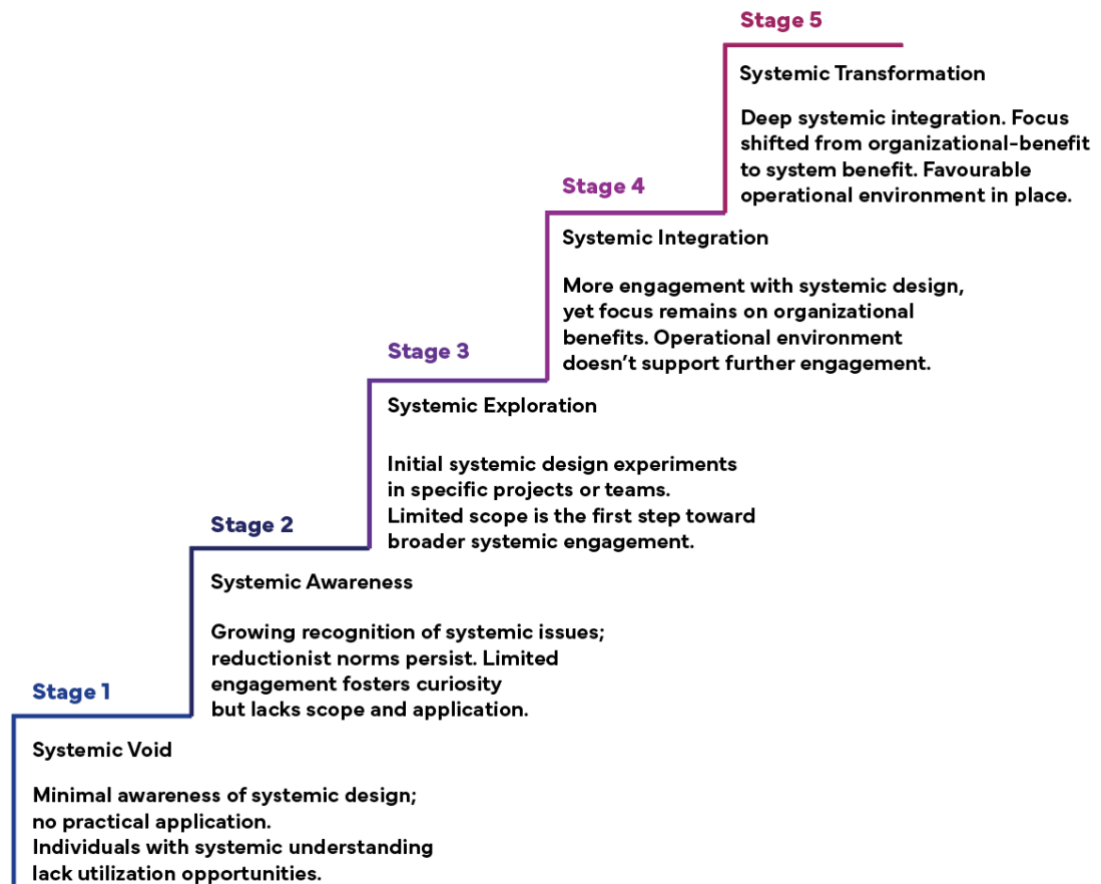 Stage 5
Systemic Transformation
Deep systemic integration. Focus
shifted from organizational-benefit
to system benefit. Favourable
operational environment in place.
Stage 4
Systemic Integration
More engagement with systemic design,
yet focus remains on organizational
benefits. Operational environment
doesn’t support further engagement.
Stage 3
Systemic Exploration
Initial systemic design experiments
in specific projects or teams.
Limited scope is the first step toward
broader systemic engagement.
Stage 2
Systemic Awareness
Growing recognition of systemic issues;
reductionist norms persist. Limited
engagement fosters curiosity
but lacks scope and application.
Stage 1
Systemic Void
Minimal awareness of systemic design;
no practical application.
Individuals with systemic understanding
lack utilization opportunities.